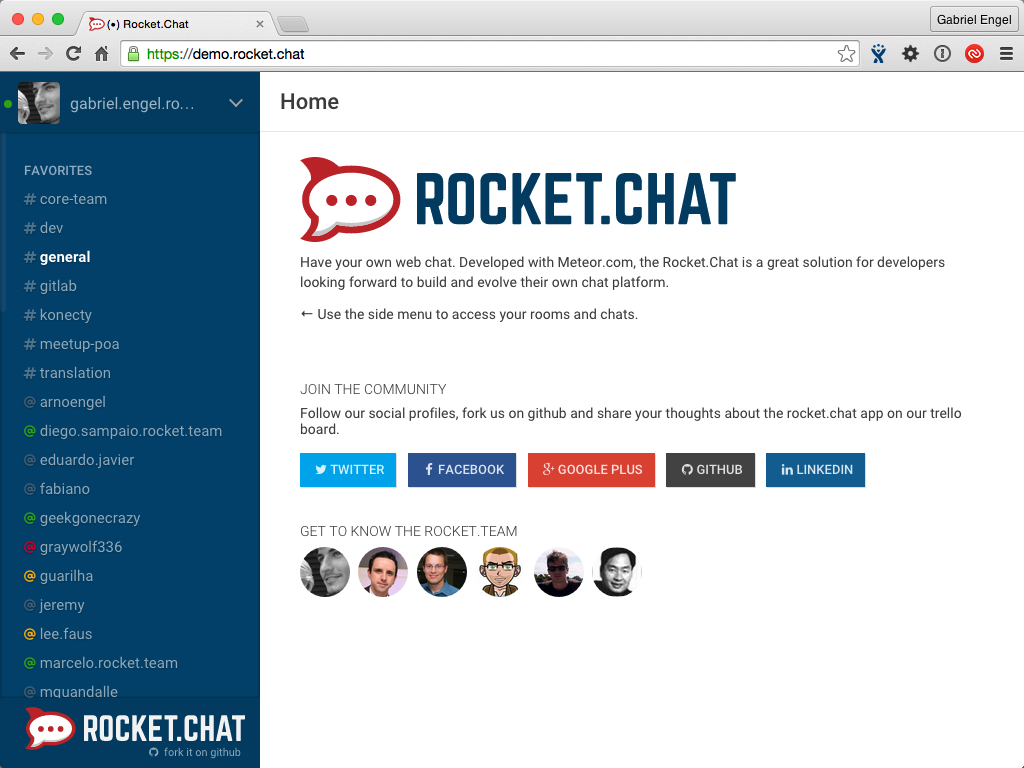 (•) Rocket.Chat
Gabriel Engel
https://demo.rocket.chat
gabriel.engel.ro...
Home
FAVORITES
# core-team
# dev
# general
# gitlab
# konecty
# meetup-poa
# translation
@ arnoengel
@ diego.sampaio.rocket.team
@ eduardo.javier
@ fabiano
@ geekgonecrazy
@ graywolf336
@ guarilha
@ jeremy
@ lee.faus
@ marcelo.rocket.team
@ mquandalle
ROCKET.CHAT
fork it on github
ROCKET.CHAT
Have your own web chat. Developed with Meteor.com, the Rocket.Chat is a great solution for developers
looking forward to build and evolve their own chat platform.
← Use the side menu to access your rooms and chats.
JOIN THE COMMUNITY
Follow our social profiles, fork us on github and share your thoughts about the rocket.chat app on our trello
board.
TWITTER FACEBOOK GOOGLE PLUS GITHUB LINKEDIN
GET TO KNOW THE ROCKET.TEAM